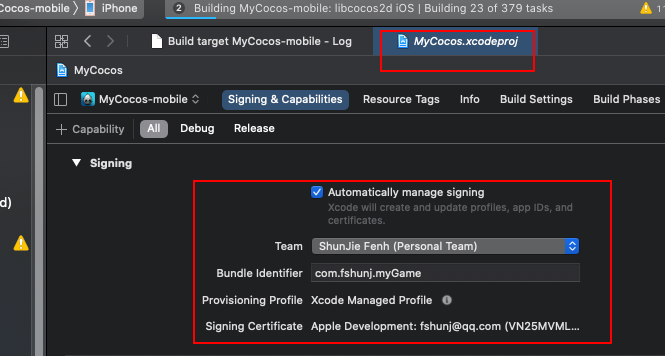 Cocos-mobile
iPhone
2
Building MyCocos-mobile: libcocos2d iOS | Building 23 of 379 tasks
Build target MyCocos-mobile – Log
MyCocos.xcodeproj
MyCocos
MyCocos-mobile
Signing & Capabilities
Resource Tags
Info
Build Settings
Build Phases
+ Capability
All
Debug
Release
Signing
d)
Automatically manage signing
Xcode will create and update profiles, app IDs, and
certificates.
Team
ShunJie Fenh (Personal Team)
Bundle Identifier
com.fshunj.myGame
Provisioning Profile
Xcode Managed Profile
Signing Certificate
Apple Development: fshunj@qq.com (VN25MVML...